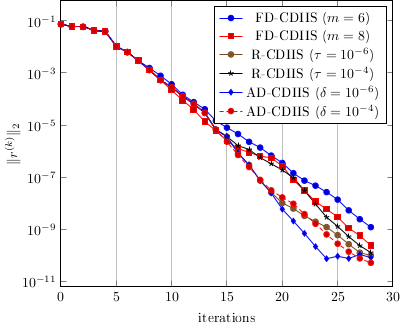 10⁻¹
10⁻³
10⁻⁵
10⁻⁷
10⁻⁹
10⁻¹¹
‖r⁽ᵏ⁾‖₂
FD-CDIIS (m = 6)
FD-CDIIS (m = 8)
R-CDIIS (τ = 10⁻⁶)
R-CDIIS (τ = 10⁻⁴)
AD-CDIIS (δ = 10⁻⁶)
AD-CDIIS (δ = 10⁻⁴)
0 5 10 15 20 25 30
iterations